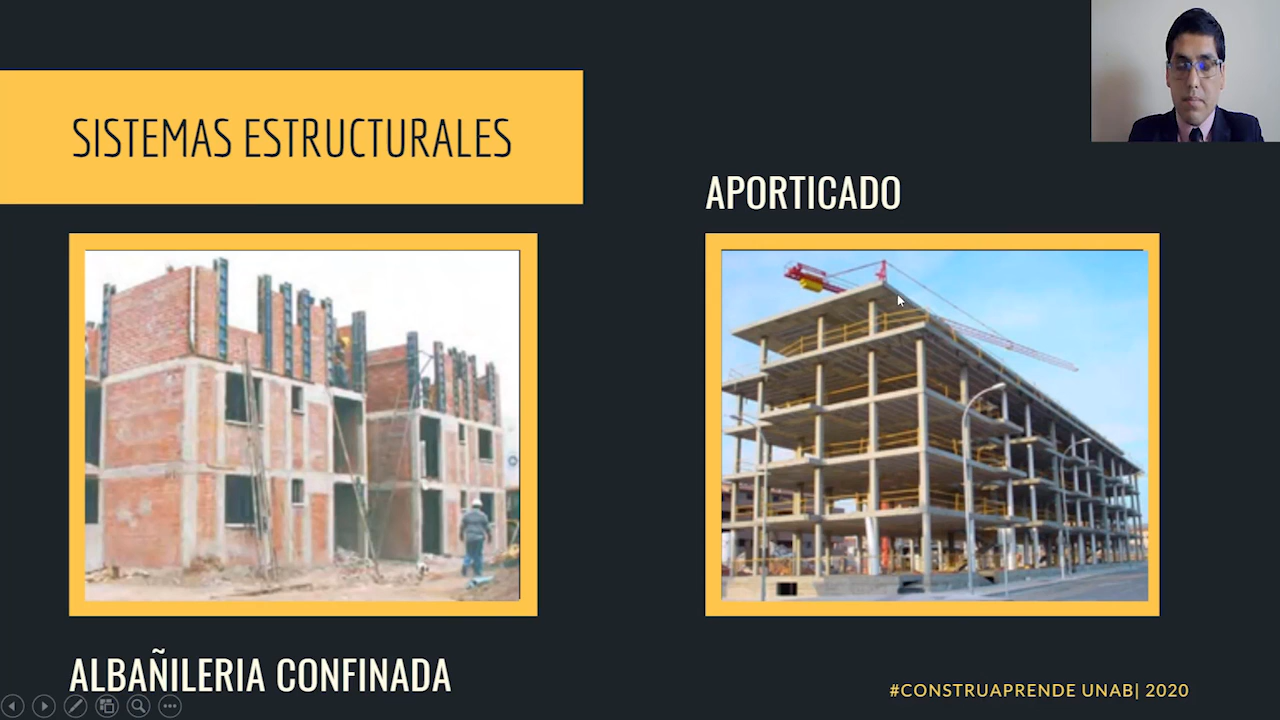 SISTEMAS ESTRUCTURALES
APORTICADO
ALBAÑILERIA CONFINADA
#CONSTRUAPRENDE UNAB| 2020